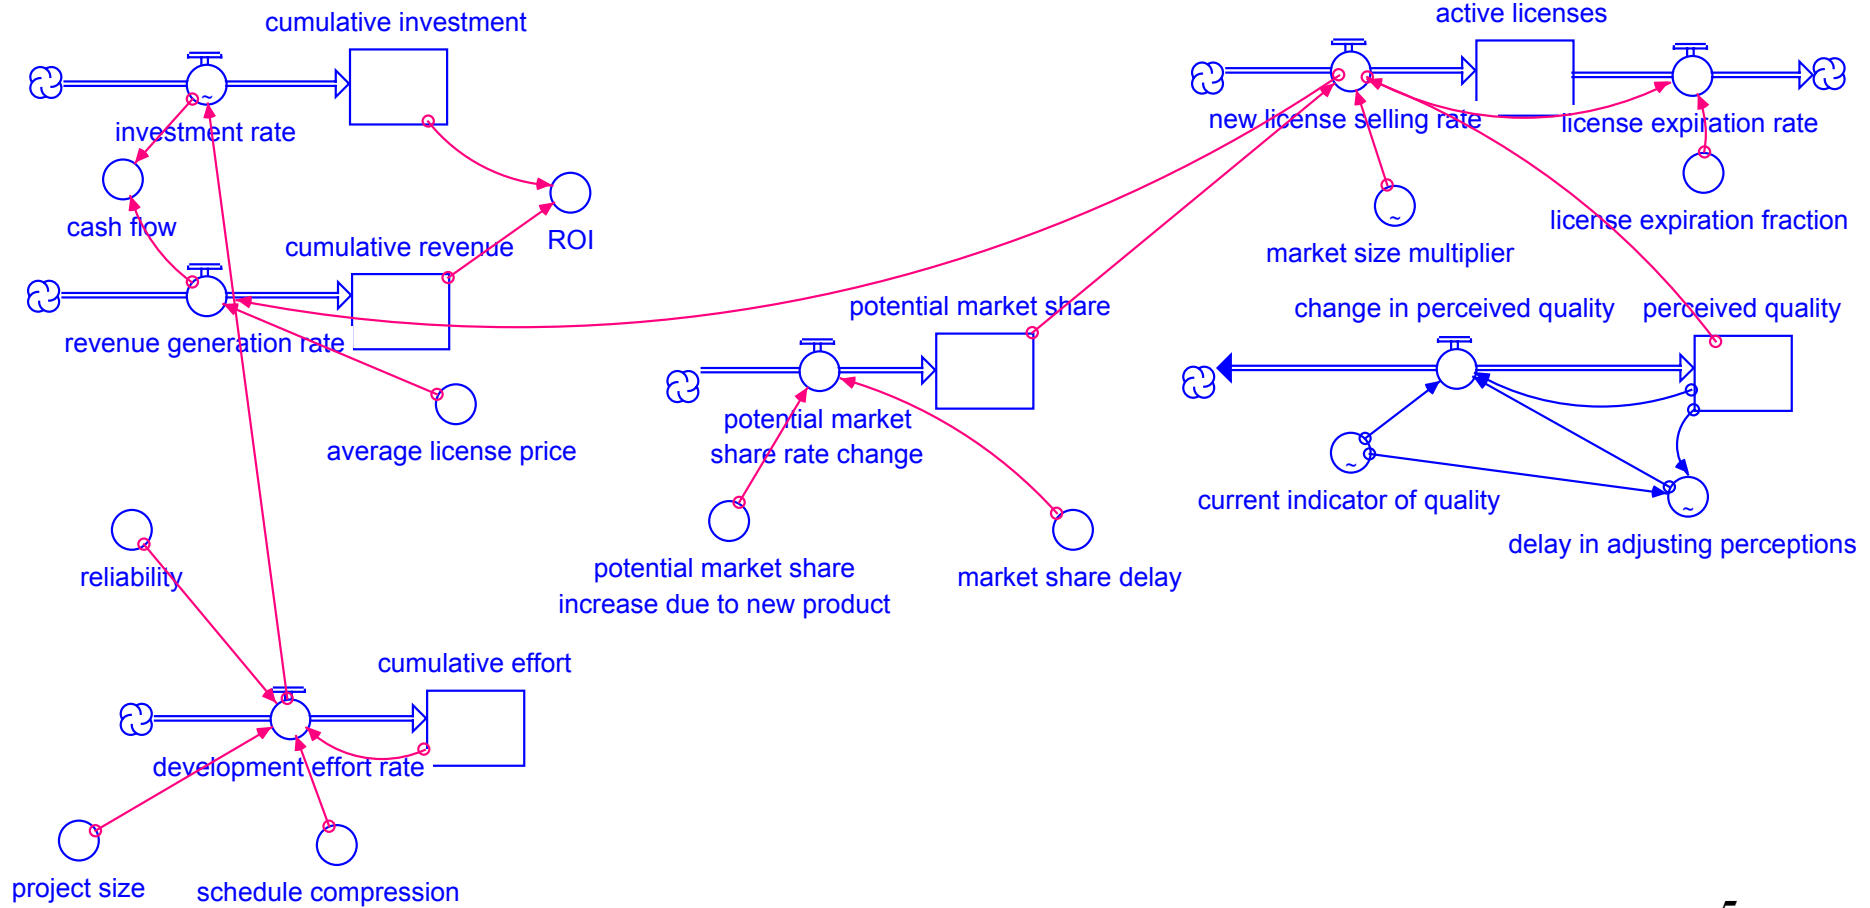 cumulative investment
active licenses
~
investment rate
new license selling rate
license expiration rate
cash flow
cumulative revenue
ROI
~
license expiration fraction
market size multiplier
revenue generation rate
potential market share
change in perceived quality
perceived quality
average license price
potential market
share rate change
~
current indicator of quality
~
delay in adjusting perceptions
reliability
potential market share
increase due to new product
market share delay
cumulative effort
development effort rate
project size
schedule compression